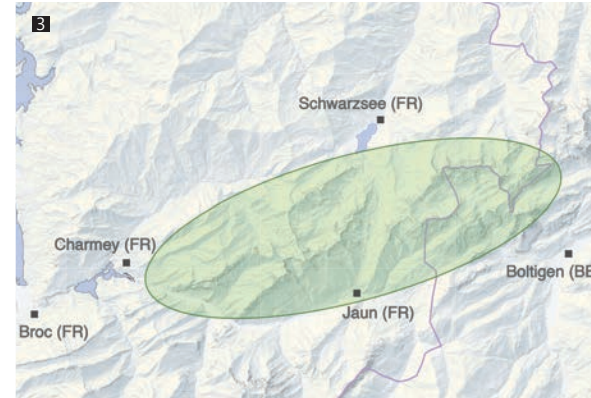 3
Schwarzsee (FR)
Charmey (FR)
Boltigen (BE
Jaun (FR)
Broc (FR)